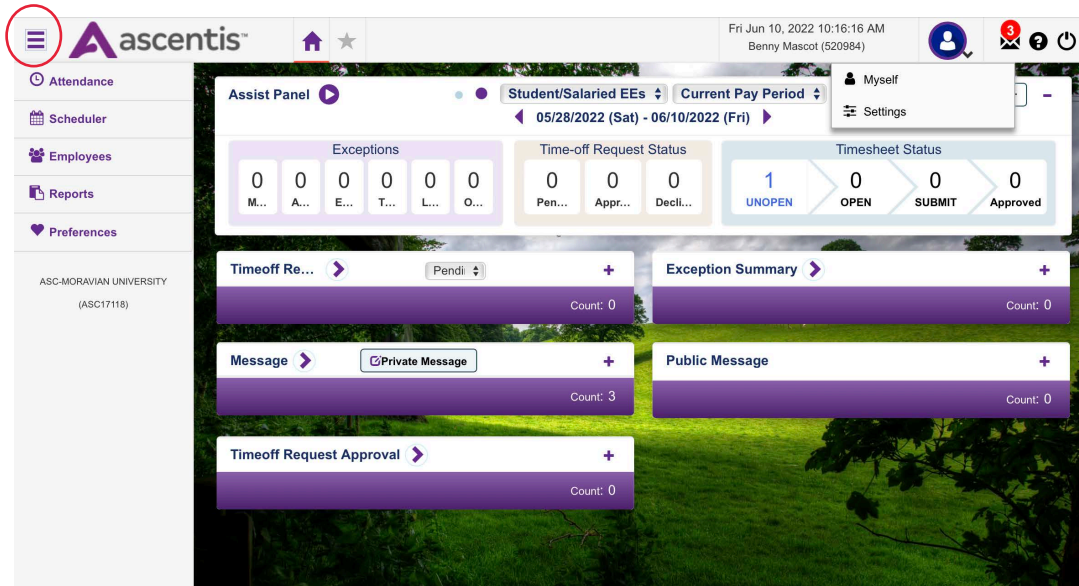 ascentis™
Fri Jun 10, 2022 10:16:16 AM
Benny Mascot (520984)
3
Attendance
Scheduler
Employees
Reports
Preferences
ASC-MORAVIAN UNIVERSITY
(ASC17118)
Myself
Settings
Assist Panel
Student/Salaried EEs
Current Pay Period
05/28/2022 (Sat) - 06/10/2022 (Fri)
Exceptions
0 0 0 0 0 0
M... A... E... T... L... O...
Time-off Request Status
0 0 0
Pen... Appr... Decli...
Timesheet Status
1 0 0 0
UNOPEN OPEN SUBMIT Approved
Timeoff Re...
Pendi
Count: 0
Exception Summary
Count: 0
Message
Private Message
Count: 3
Public Message
Count: 0
Timeoff Request Approval
Count: 0